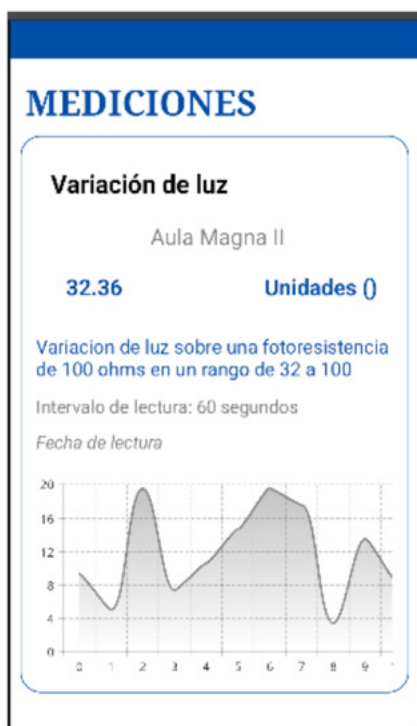 MEDICIONES
Variación de luz
Aula Magna II
32.36 Unidades ()
Variacion de luz sobre una fotoresistencia
de 100 ohms en un rango de 32 a 100
Intervalo de lectura: 60 segundos
Fecha de lectura
20
16
12
8
4
0
0 1 2 3 4 5 6 7 8 9